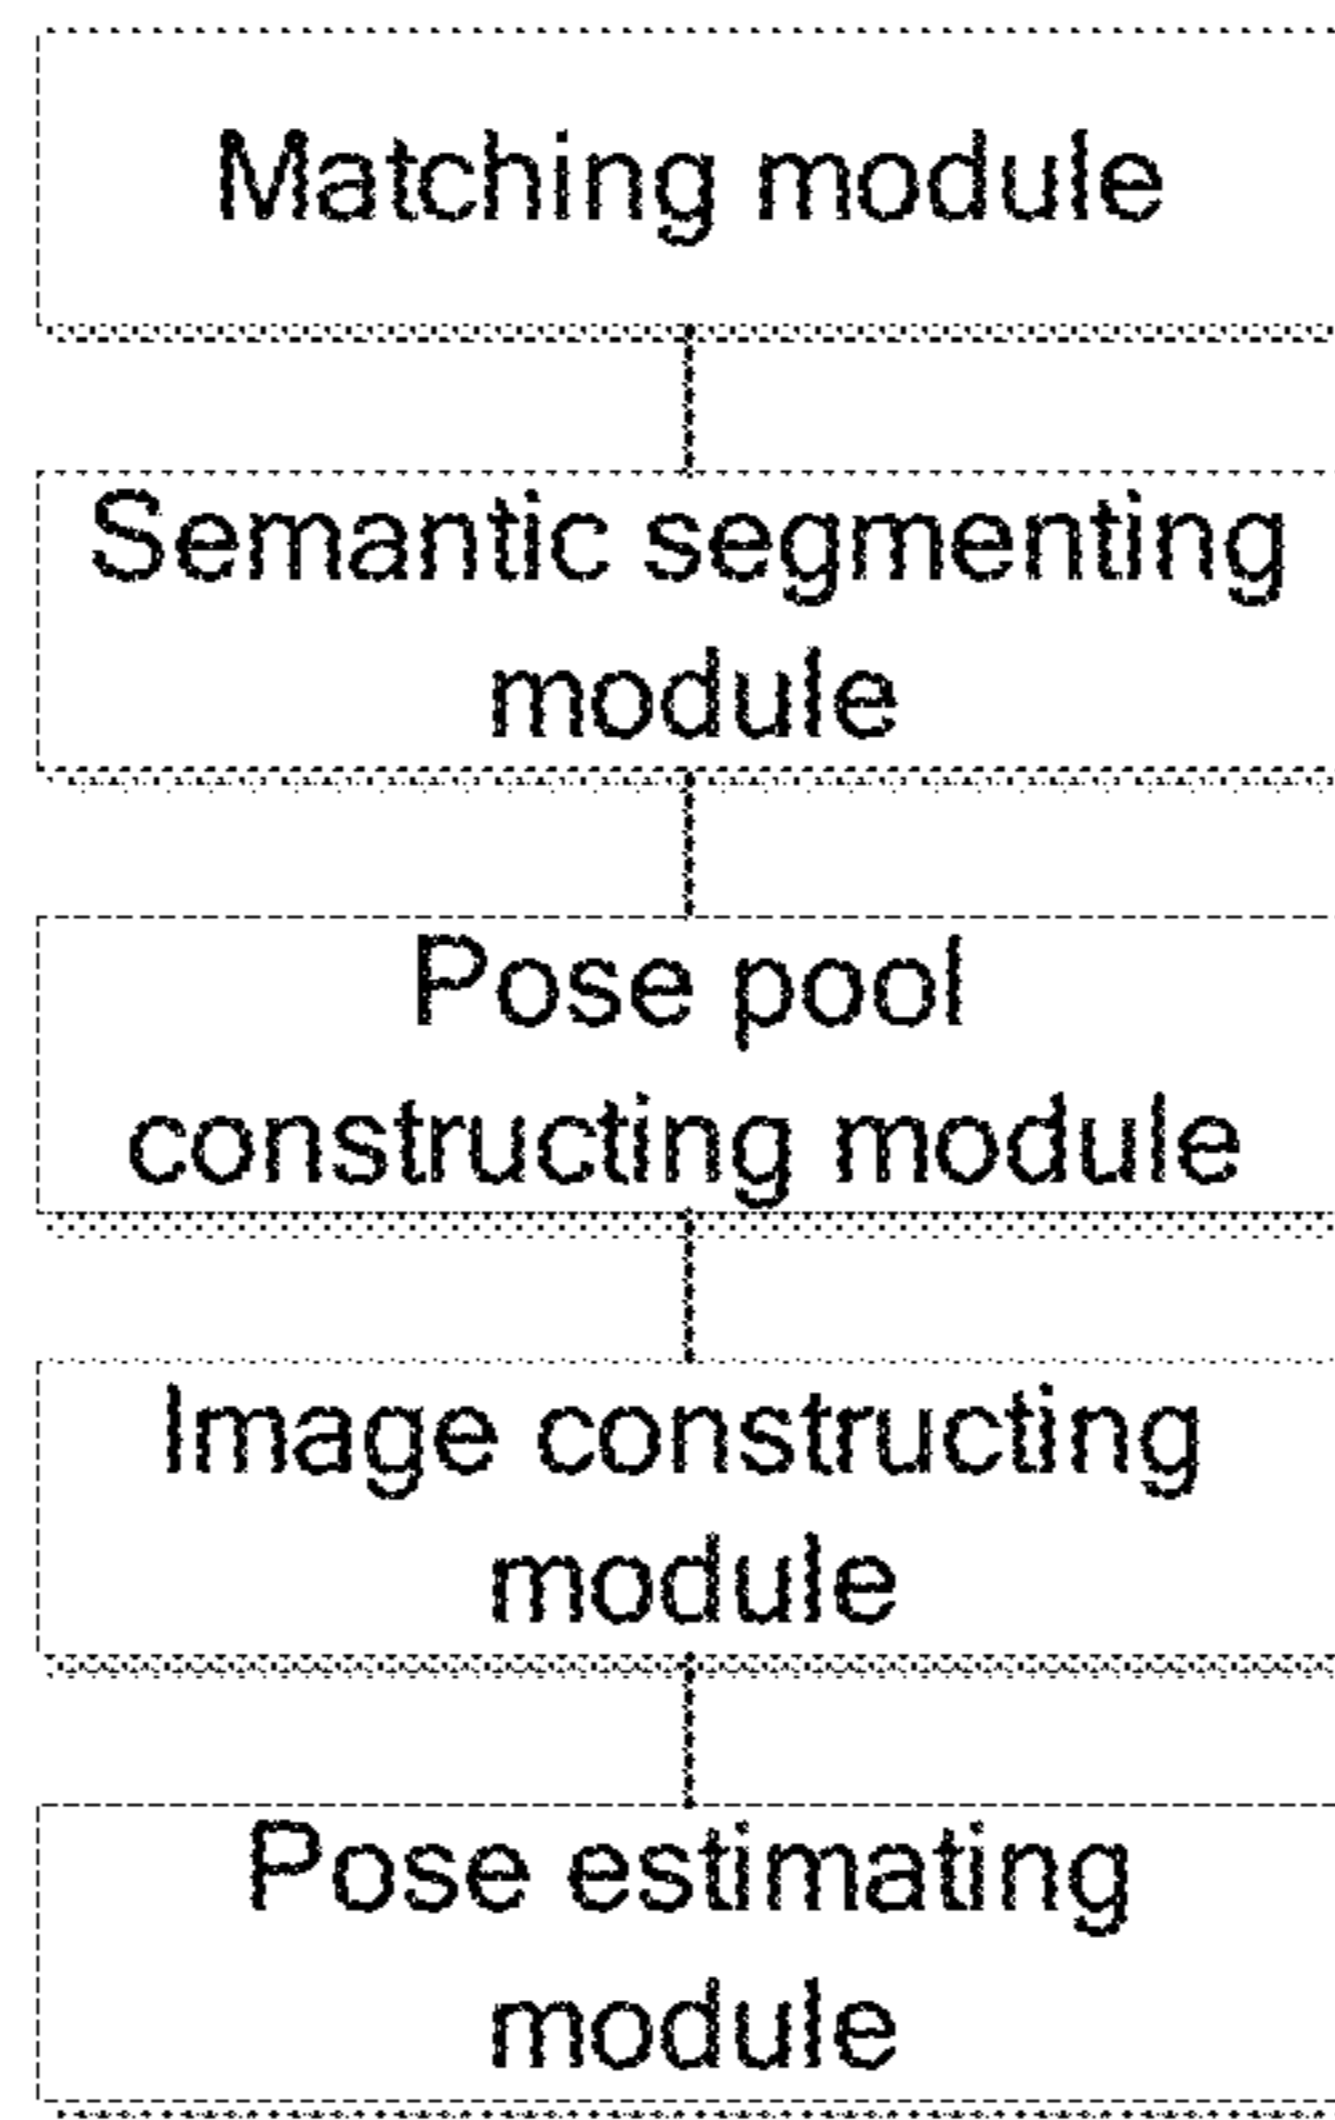 Matching module
Semantic segmenting
module
Pose pool
constructing module
Image constructing
module
Pose estimating
module